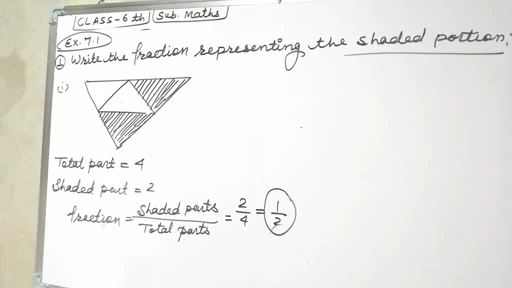 CLASS-6th Sub. Maths
Ex. 7.1
① Write the fraction representing the shaded portion:
(i)
Total part = 4
Shaded part = 2
fraction = Shaded parts / Total parts = 2/4 = 1/2